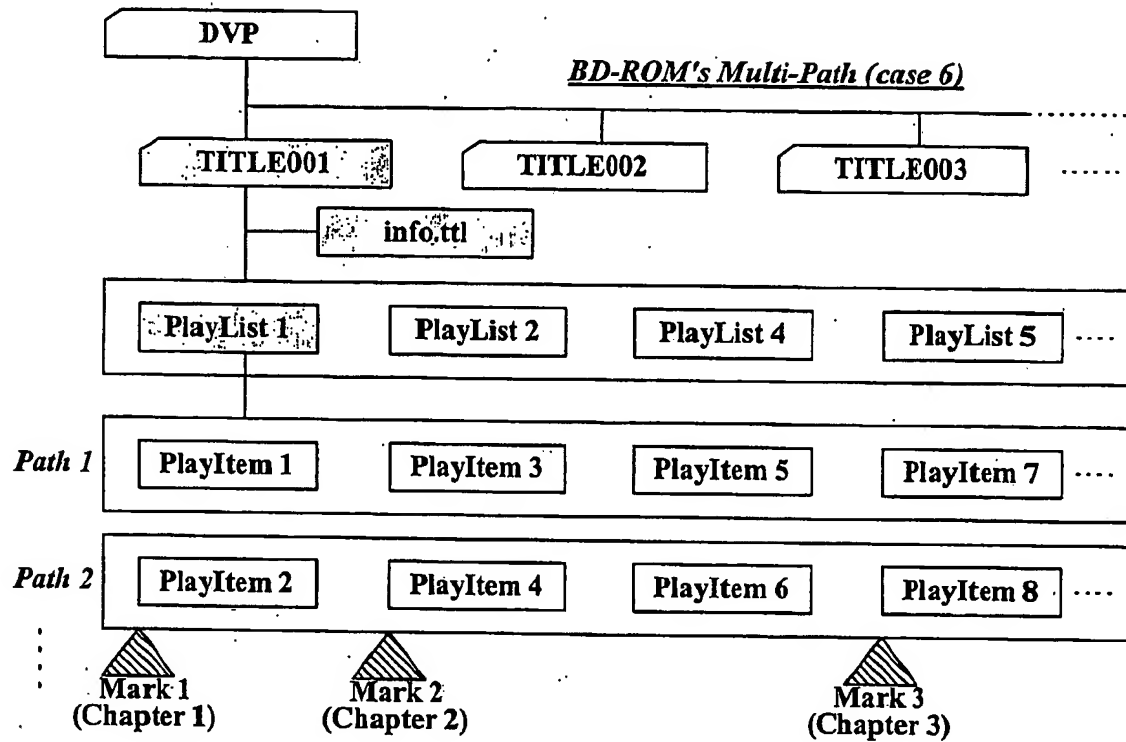 DVP
BD-ROM's Multi-Path (case 6)
TITLE001 TITLE002 TITLE003
info.ttl
PlayList 1 PlayList 2 PlayList 4 PlayList 5
Path 1 PlayItem 1 PlayItem 3 PlayItem 5 PlayItem 7
Path 2 PlayItem 2 PlayItem 4 PlayItem 6 PlayItem 8
Mark 1 Mark 2 Mark 3
(Chapter 1) (Chapter 2) (Chapter 3)